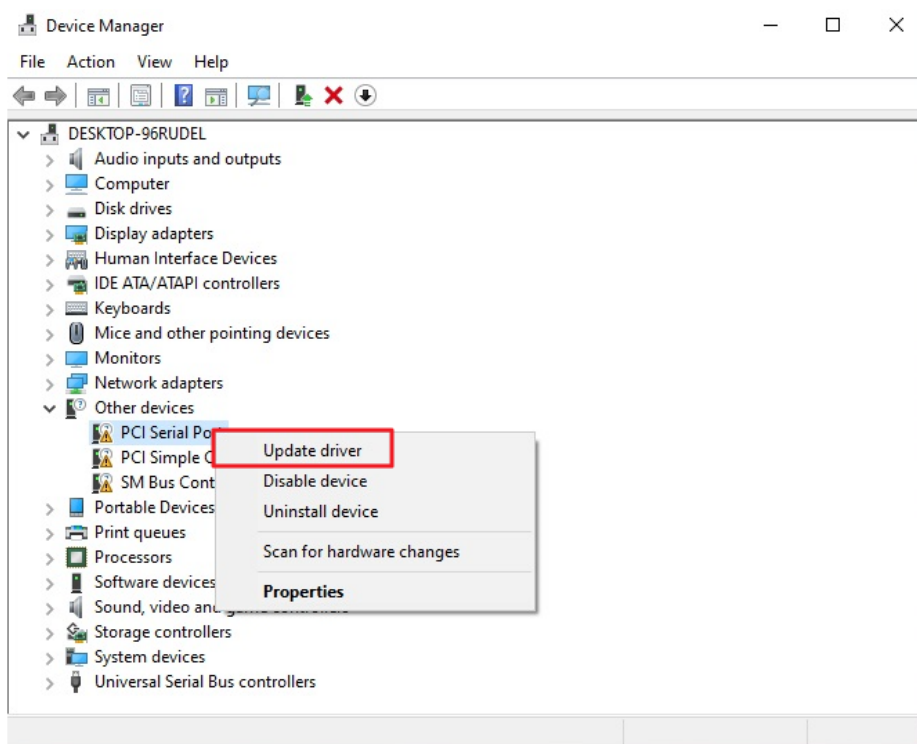 Device Manager
File Action View Help
DESKTOP-96RUDEL
Audio inputs and outputs
Computer
Disk drives
Display adapters
Human Interface Devices
IDE ATA/ATAPI controllers
Keyboards
Mice and other pointing devices
Monitors
Network adapters
Other devices
PCI Serial
PCI Simple
SM Bus
Update driver
Disable device
Uninstall device
Scan for hardware changes
Properties
Portable Devices
Print queues
Processors
Software devices
Sound, video and game controllers
Storage controllers
System devices
Universal Serial Bus controllers